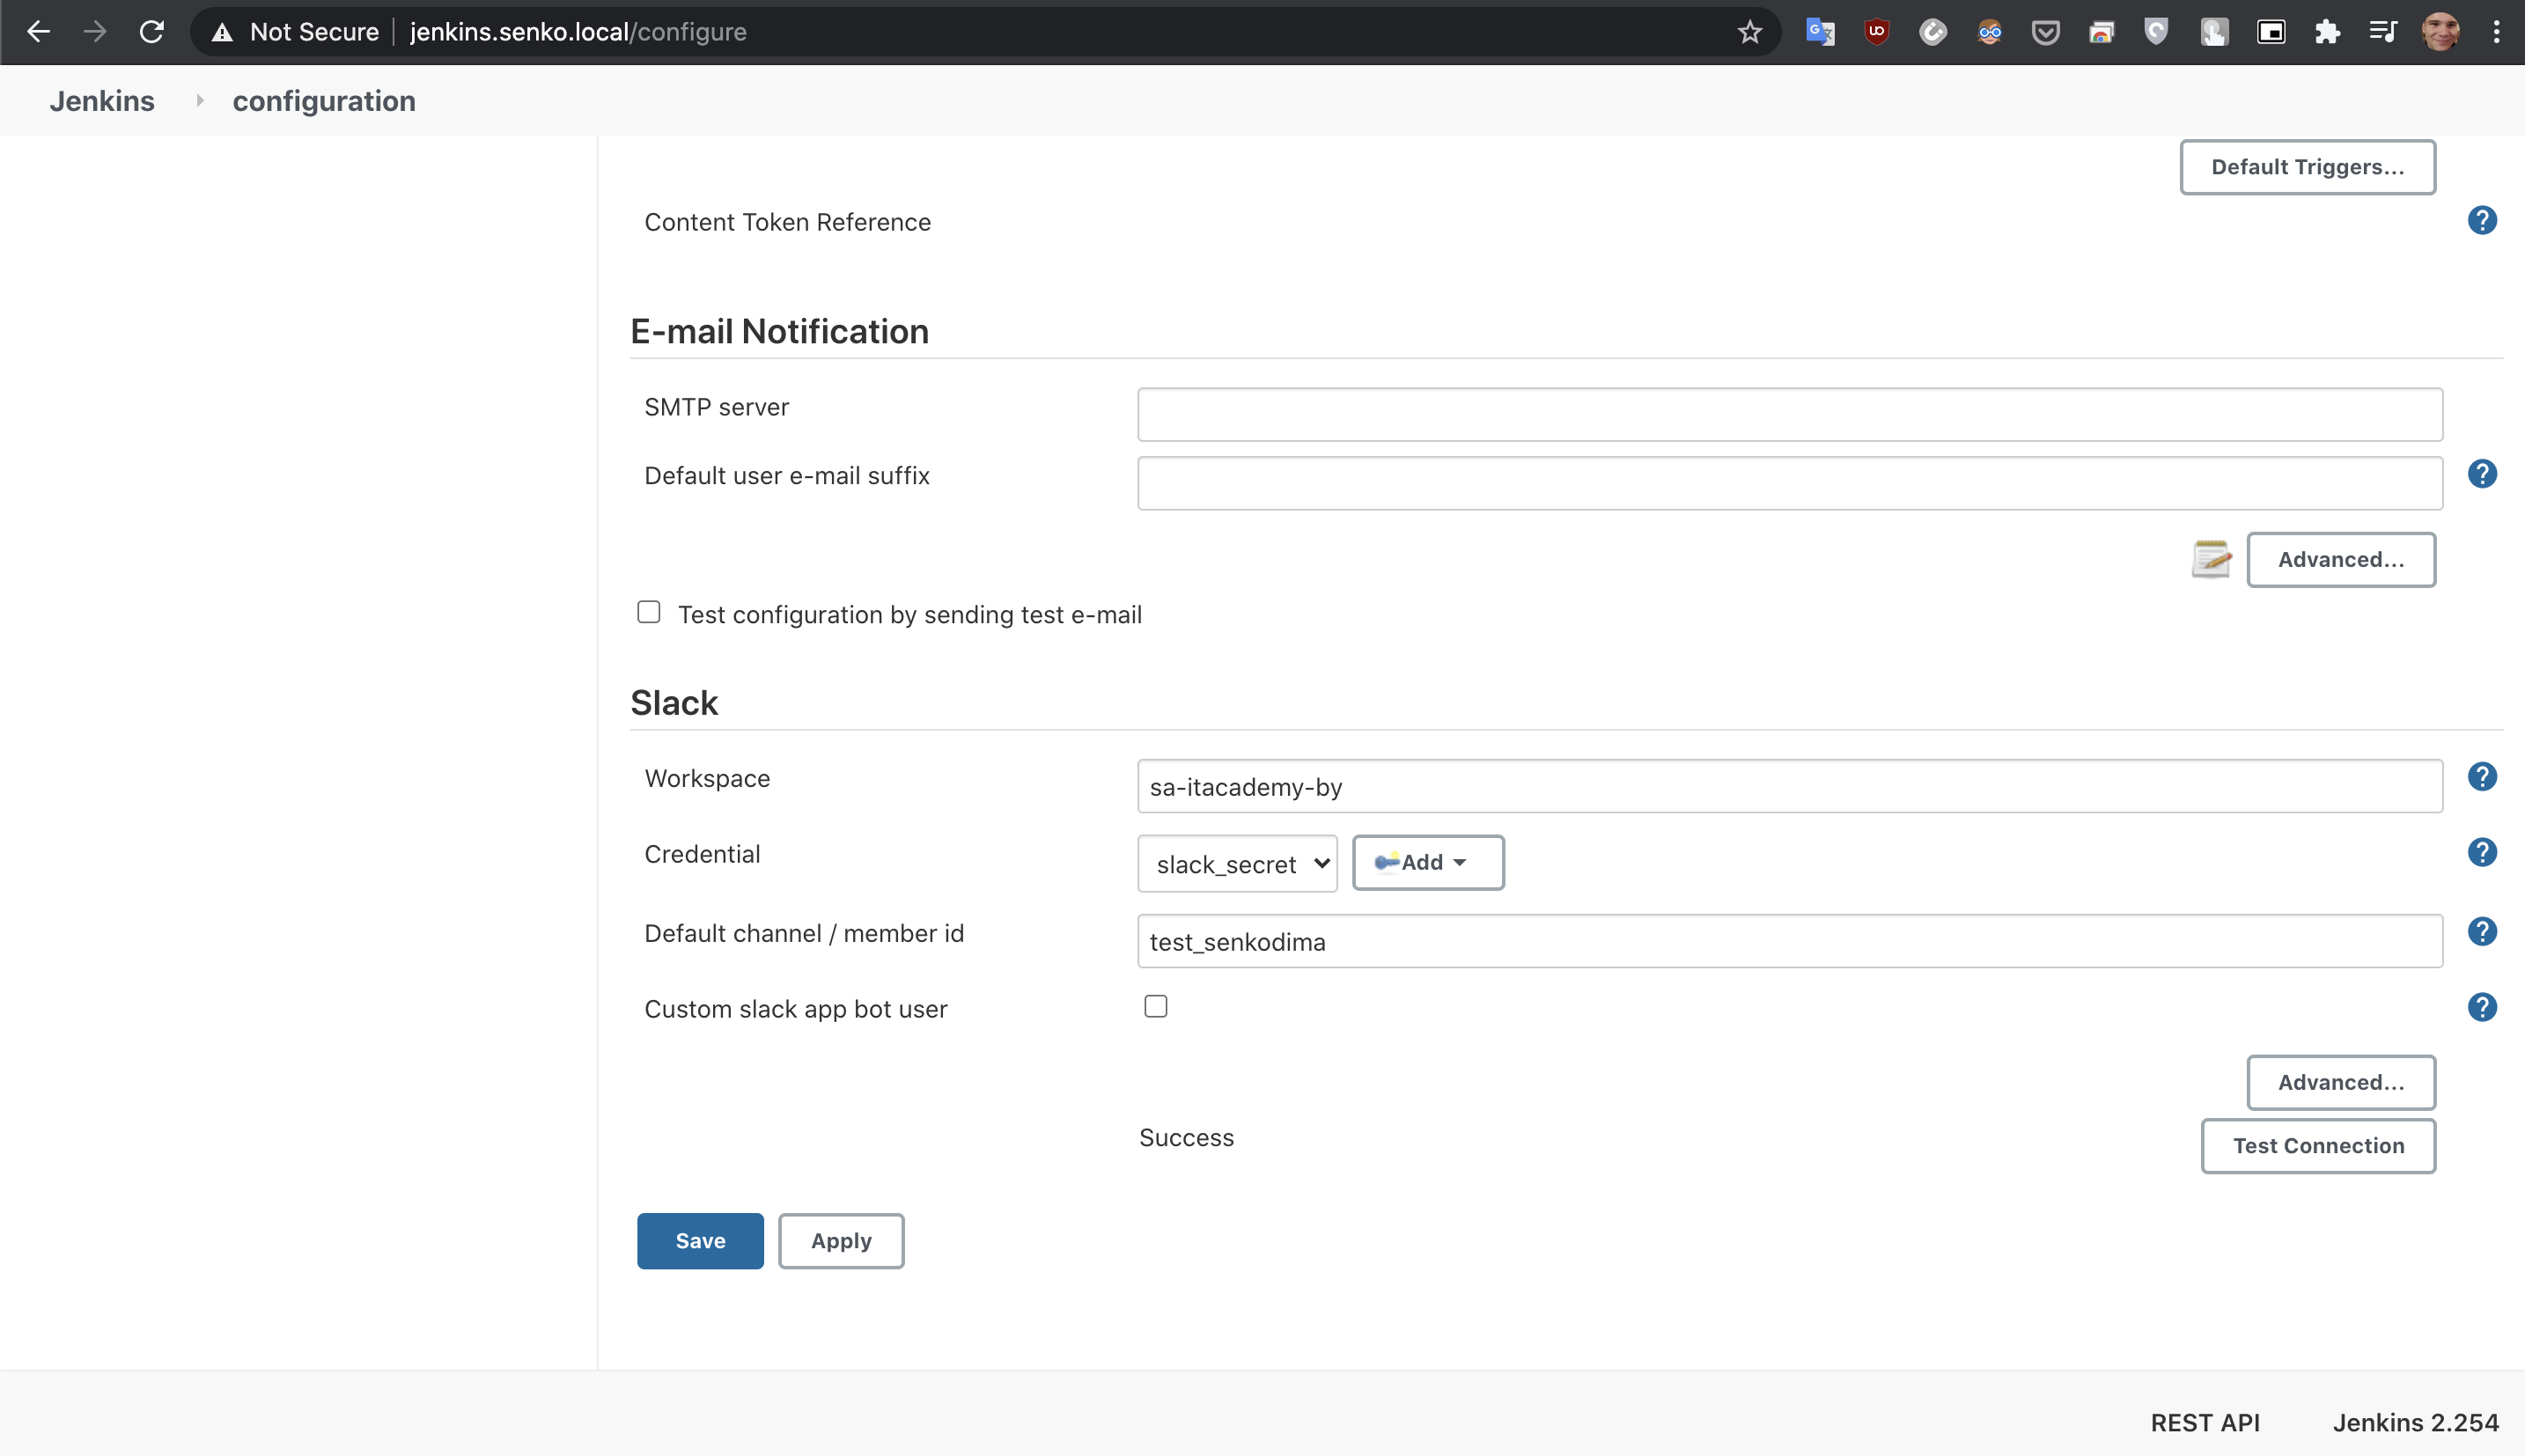 Not Secure jenkins.senko.local/configure
Jenkins configuration
Default Triggers...
Content Token Reference
E-mail Notification
SMTP server
Default user e-mail suffix
Advanced...
Test configuration by sending test e-mail
Slack
Workspace sa-itacademy-by
Credential slack_secret Add
Default channel / member id test_senkodima
Custom slack app bot user
Advanced...
Success Test Connection
Save Apply
REST API Jenkins 2.254